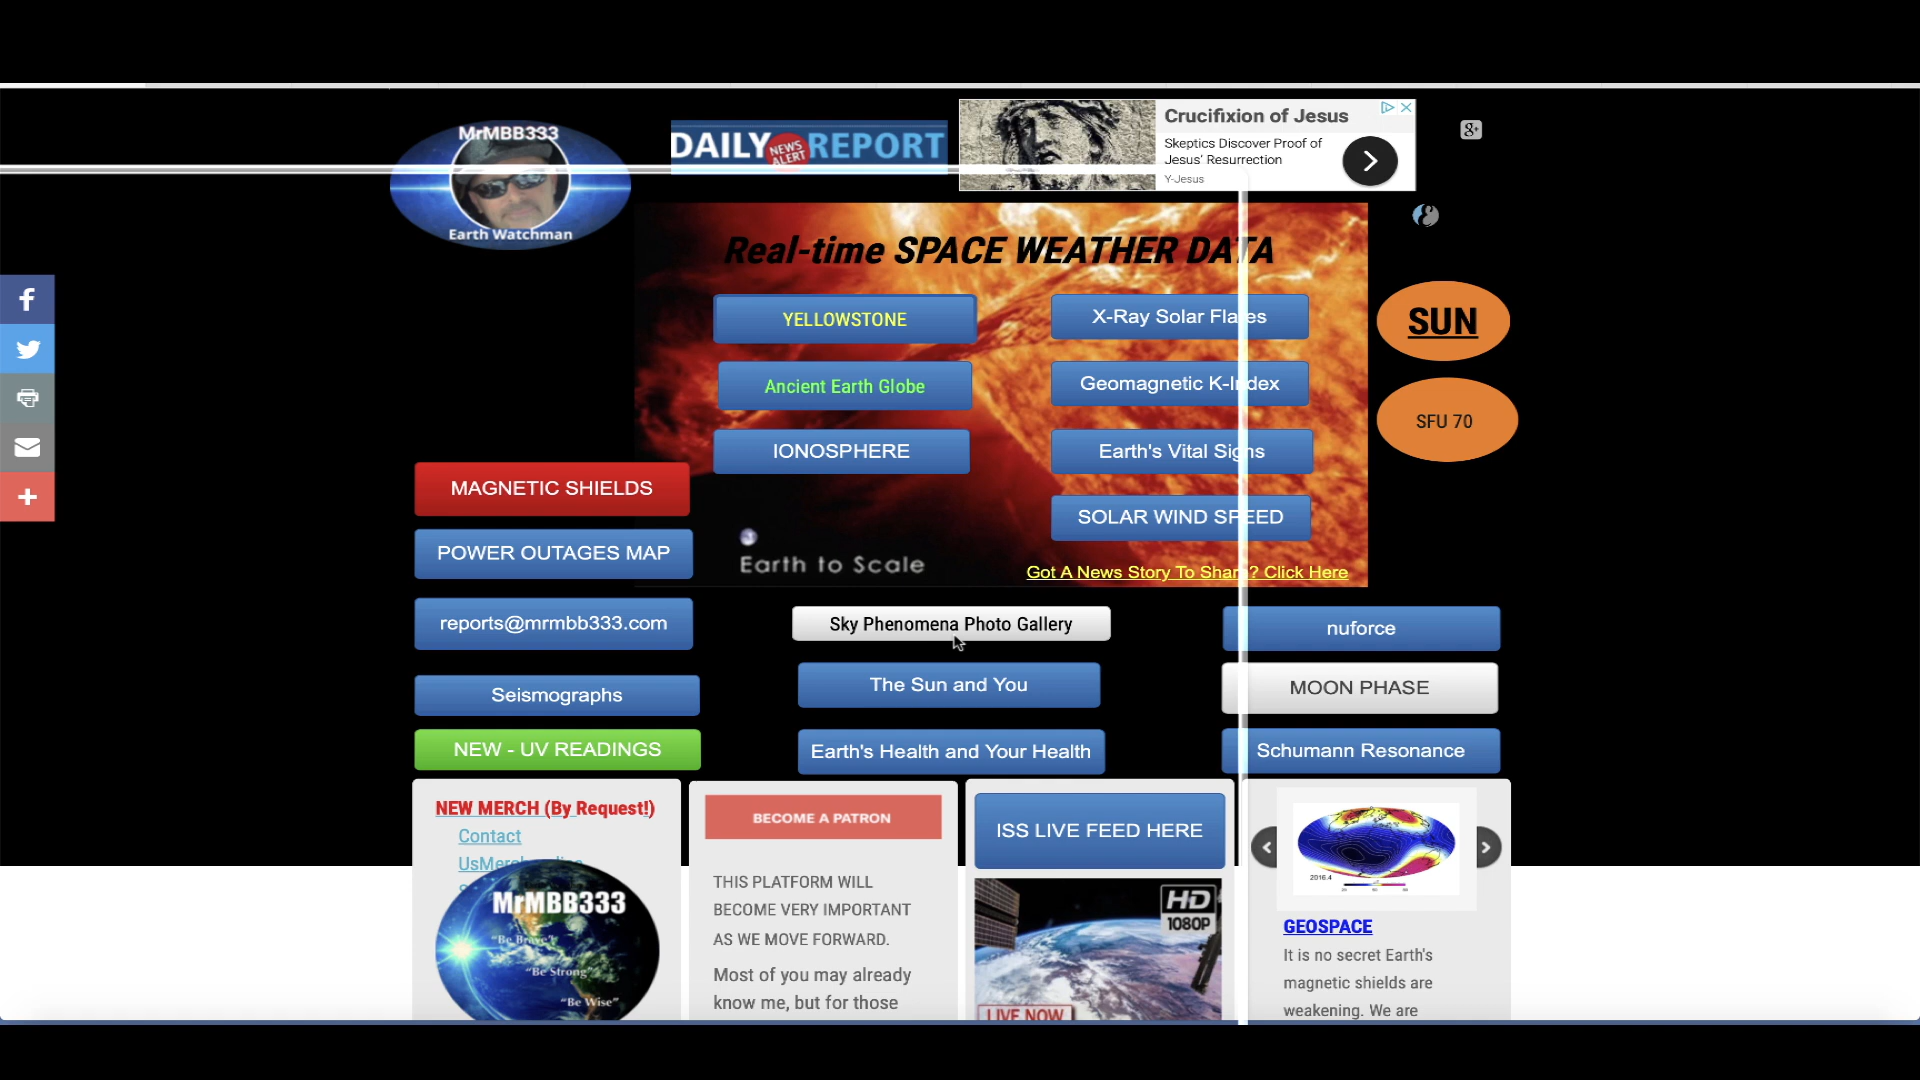 MrMBB333
Earth Watchman
DAILY NEWS ALERT REPORT
Crucifixion of Jesus
Skeptics Discover Proof of
Jesus' Resurrection
Y-Jesus
g+
Real-time SPACE WEATHER DATA
YELLOWSTONE
X-Ray Solar Flares
Ancient Earth Globe
Geomagnetic K-Index
IONOSPHERE
Earth's Vital Signs
SOLAR WIND SPEED
Earth to Scale
Got A News Story To Share? Click Here
SUN
SFU 70
MAGNETIC SHIELDS
POWER OUTAGES MAP
reports@mrmbb333.com
Seismographs
NEW - UV READINGS
Sky Phenomena Photo Gallery
The Sun and You
Earth's Health and Your Health
nuforce
MOON PHASE
Schumann Resonance
NEW MERCH (By Request!)
Contact
MrMBB333
"Be Brave"
"Be Strong"
"Be Wise"
BECOME A PATRON
THIS PLATFORM WILL
BECOME VERY IMPORTANT
AS WE MOVE FORWARD.
Most of you may already
know me, but for those
ISS LIVE FEED HERE
HD
1080P
LIVE NOW
2016.4
GEOSPACE
It is no secret Earth's
magnetic shields are
weakening. We are